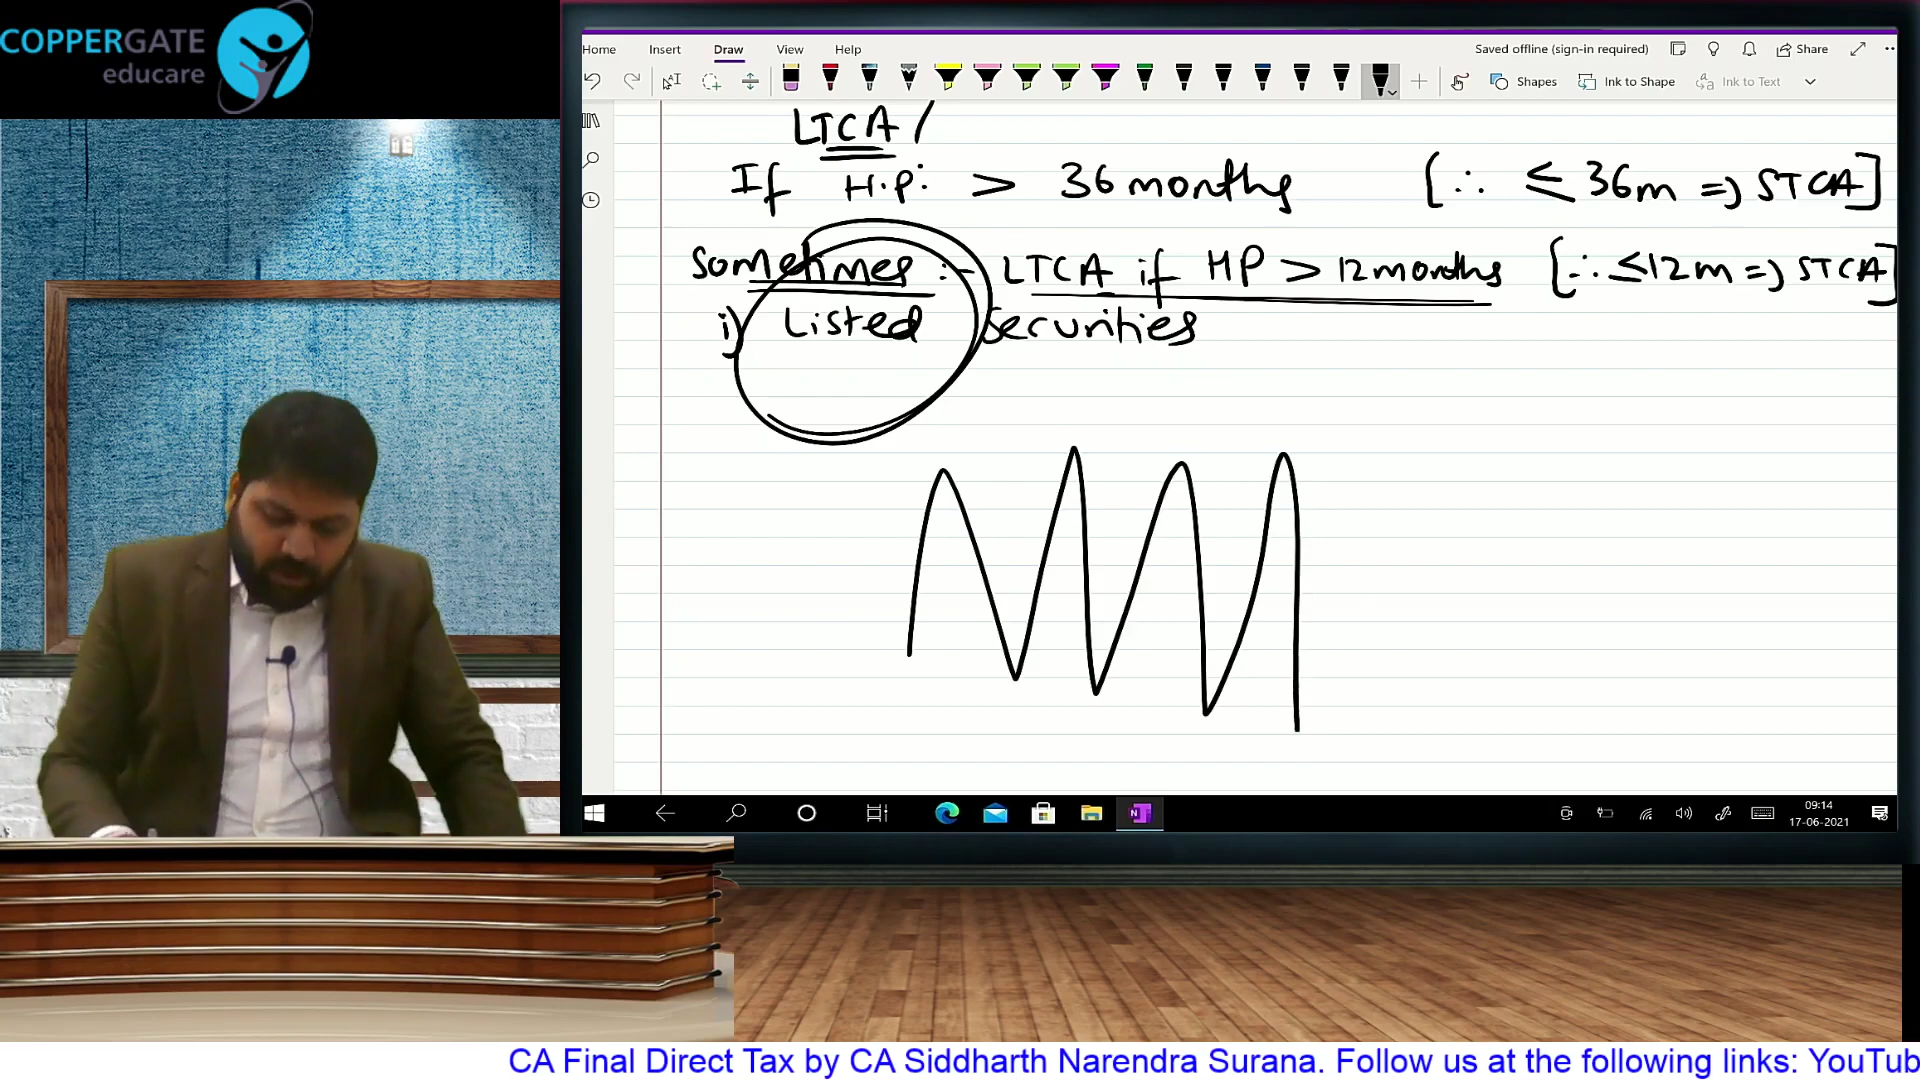 COPPERGATE
educare
Home Insert Draw View Help
Saved offline (sign-in required) Share
Shapes Ink to Shape Ink to Text
LTCA
If H.P. > 36 months [∴ ≤ 36m => STCA]
Sometimes :- LTCA if HP > 12 months [∴ ≤12m => STCA]
i) Listed Securities
09:14
17-06-2021
CA Final Direct Tax by CA Siddharth Narendra Surana. Follow us at the following links: YouTub